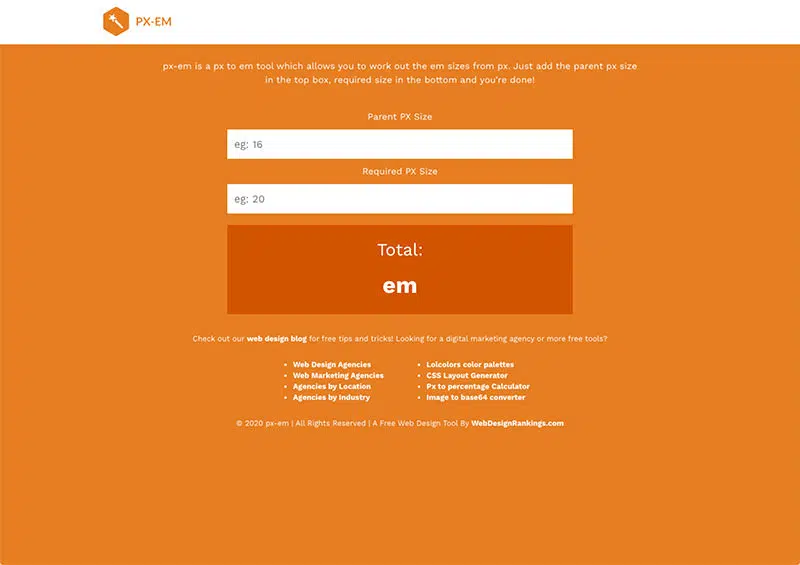 PX-EM
px-em is a px to em tool which allows you to work out the em sizes from px. Just add the parent px size
in the top box, required size in the bottom and you're done!
Parent PX Size
eg: 16
Required PX Size
eg: 20
Total:
em
Check out our web design blog for free tips and tricks! Looking for a digital marketing agency or more free tools?
• Web Design Agencies
• Web Marketing Agencies
• Agencies by Location
• Agencies by Industry
• Lolcolors color palettes
• CSS Layout Generator
• Px to percentage Calculator
• Image to base64 converter
© 2020 px-em | All Rights Reserved | A Free Web Design Tool By WebDesignRankings.com